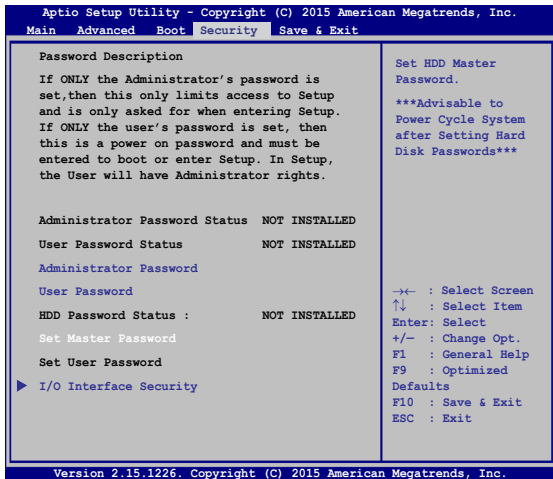 Aptio Setup Utility - Copyright (C) 2015 American Megatrends, Inc.
Main Advanced Boot Security Save & Exit
Password Description
If ONLY the Administrator's password is
set,then this only limits access to Setup
and is only asked for when entering Setup.
If ONLY the user's password is set, then
this is a power on password and must be
entered to boot or enter Setup. In Setup,
the User will have Administrator rights.
Administrator Password Status NOT INSTALLED
User Password Status NOT INSTALLED
Administrator Password
User Password
HDD Password Status : NOT INSTALLED
Set Master Password
Set User Password
I/O Interface Security
Set HDD Master
Password.
***Advisable to
Power Cycle System
after Setting Hard
Disk Passwords***
→← : Select Screen
↑↓ : Select Item
Enter: Select
+/— : Change Opt.
F1 : General Help
F9 : Optimized
Defaults
F10 : Save & Exit
ESC : Exit
Version 2.15.1226. Copyright (C) 2015 American Megatrends, Inc.